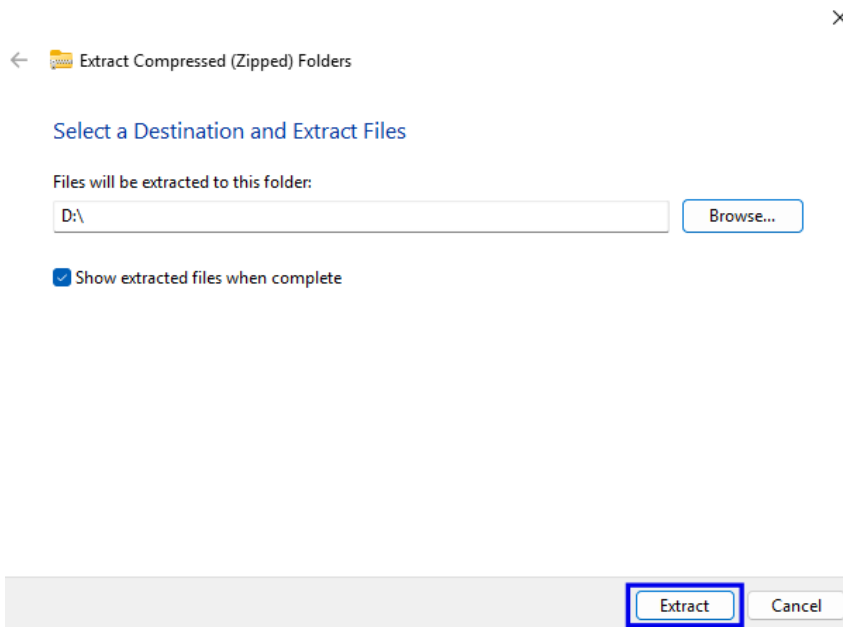 Extract Compressed (Zipped) Folders
Select a Destination and Extract Files
Files will be extracted to this folder:
D:\
Browse...
Show extracted files when complete
Extract
Cancel